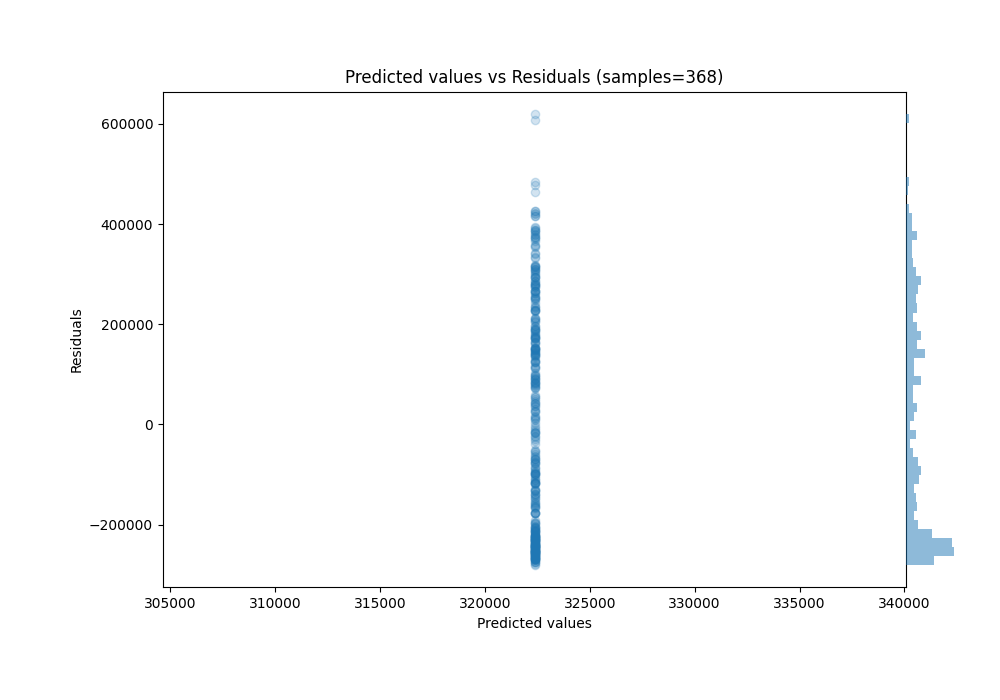 Predicted values vs Residuals (samples=368)
600000
400000
200000
0
−200000
Residuals
305000 310000 315000 320000 325000 330000 335000 340000
Predicted values